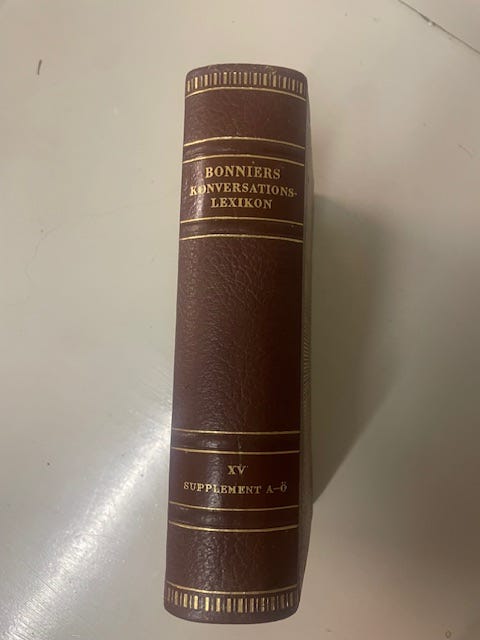 BONNIERS
KONVERSATIONS-
LEXIKON
XV
SUPPLEMENT A–Ö